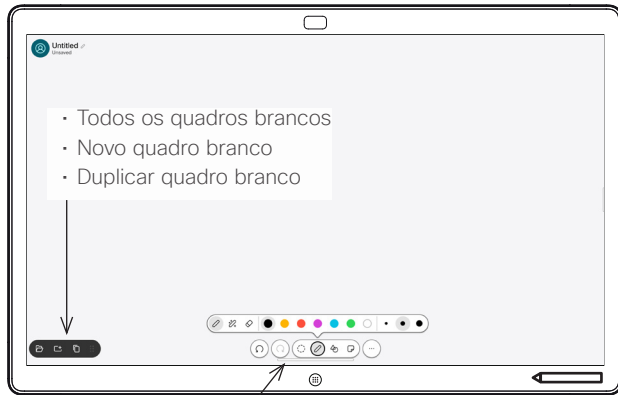 Untitled
Unsaved
· Todos os quadros brancos
· Novo quadro branco
· Duplicar quadro branco